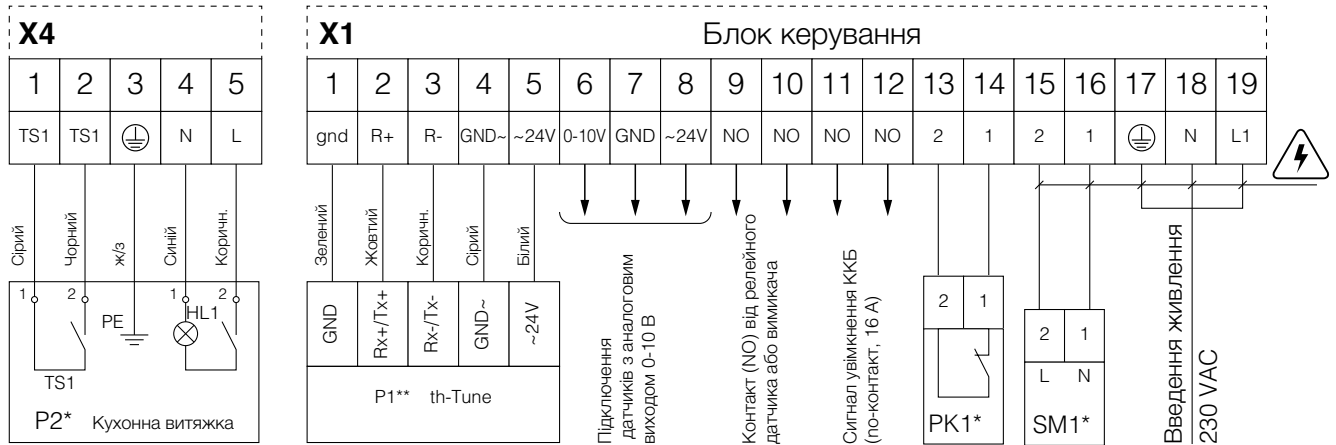 X4
1 2 3 4 5
TS1 TS1 N L
Сірий
Чорний
ж/з
Синій
Коричн.
1 2 1 2
PE
HL1
TS1
P2* Кухонна витяжка
X1 Блок керування
1 2 3 4 5 6 7 8 9 10 11 12 13 14 15 16 17 18 19
gnd R+ R- GND~ ~24V 0-10V GND ~24V NO NO NO NO 2 1 2 1 N L1
Зелений
Жовтий
Коричн.
Сірий
Білий
GND
Rx+/Tx+
Rx-/Tx-
GND~
~24V
P1** th-Tune
Підключення
датчиків з аналоговим
виходом 0-10 В
Контакт (NO) від релейного
датчика або вимикача
Сигнал увімкнення ККБ
(no-контакт, 16 А)
2 1
PK1*
2 1
L N
SM1*
Введення живлення
230 VAC